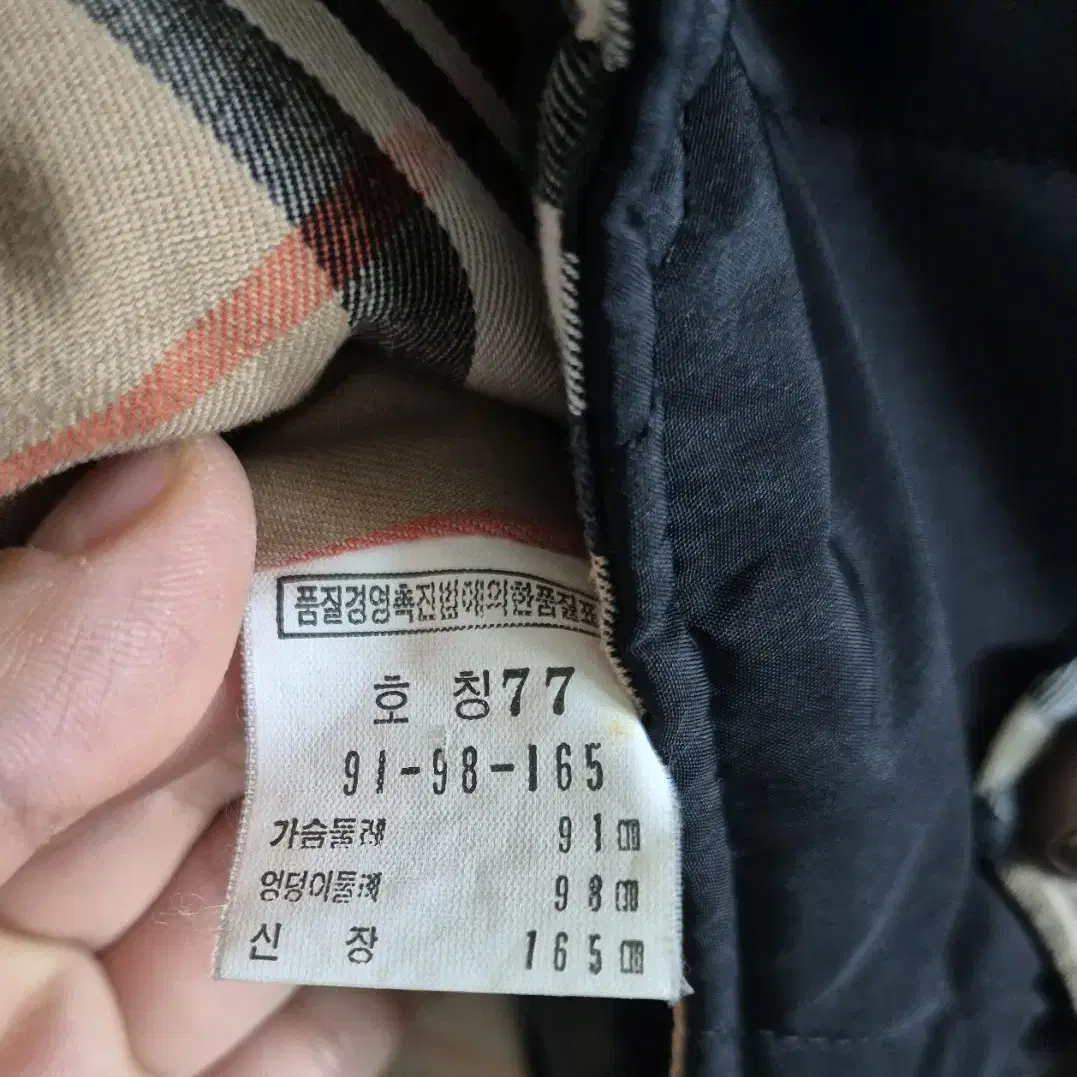 품질경영촉진법에의한품질표
호 칭77
91-98-165
가슴둘레 91㎝
엉덩이둘레 98㎝
신 장 165㎝